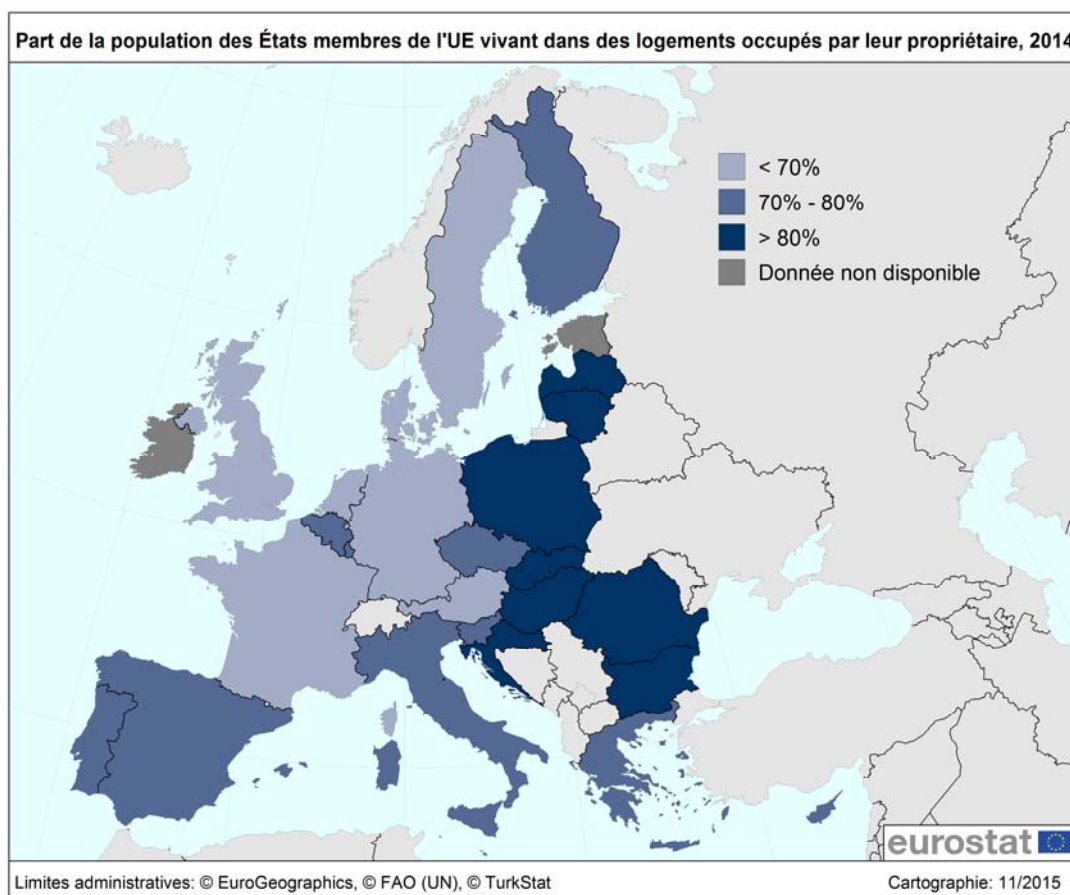 Part de la population des États membres de l'UE vivant dans des logements occupés par leur propriétaire, 2014
< 70%
70% - 80%
> 80%
Donnée non disponible
eurostat
Limites administratives: © EuroGeographics, © FAO (UN), © TurkStat
Cartographie: 11/2015